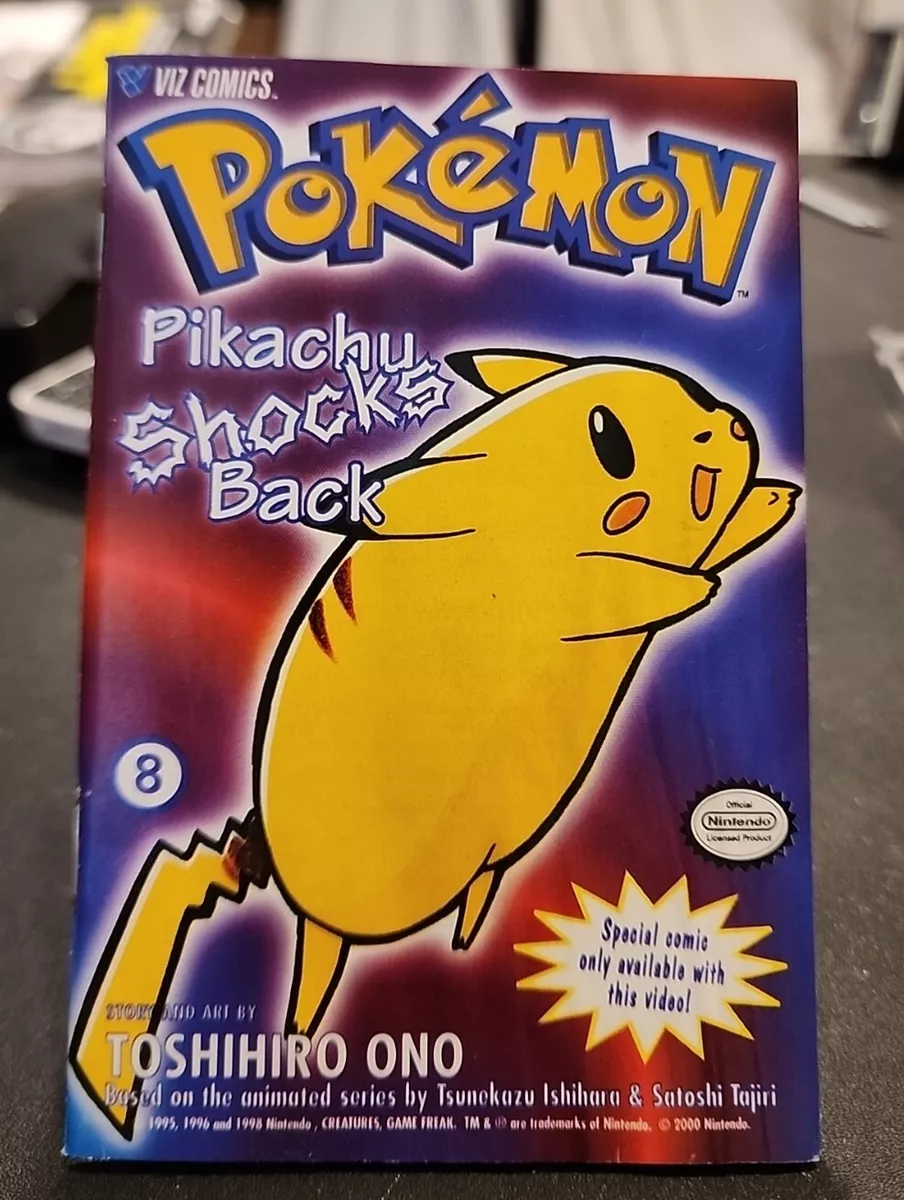 VIZ COMICS™
POKéMON™
Pikachu
Shocks
Back
8
Official
Nintendo
Licensed Product
Special comic
only available with
this video!
STORY AND ART BY
TOSHIHIRO ONO
Based on the animated series by Tsunekazu Ishihara & Satoshi Tajiri
1995, 1996 and 1998 Nintendo, CREATURES, GAME FREAK. TM & ® are trademarks of Nintendo. © 2000 Nintendo.